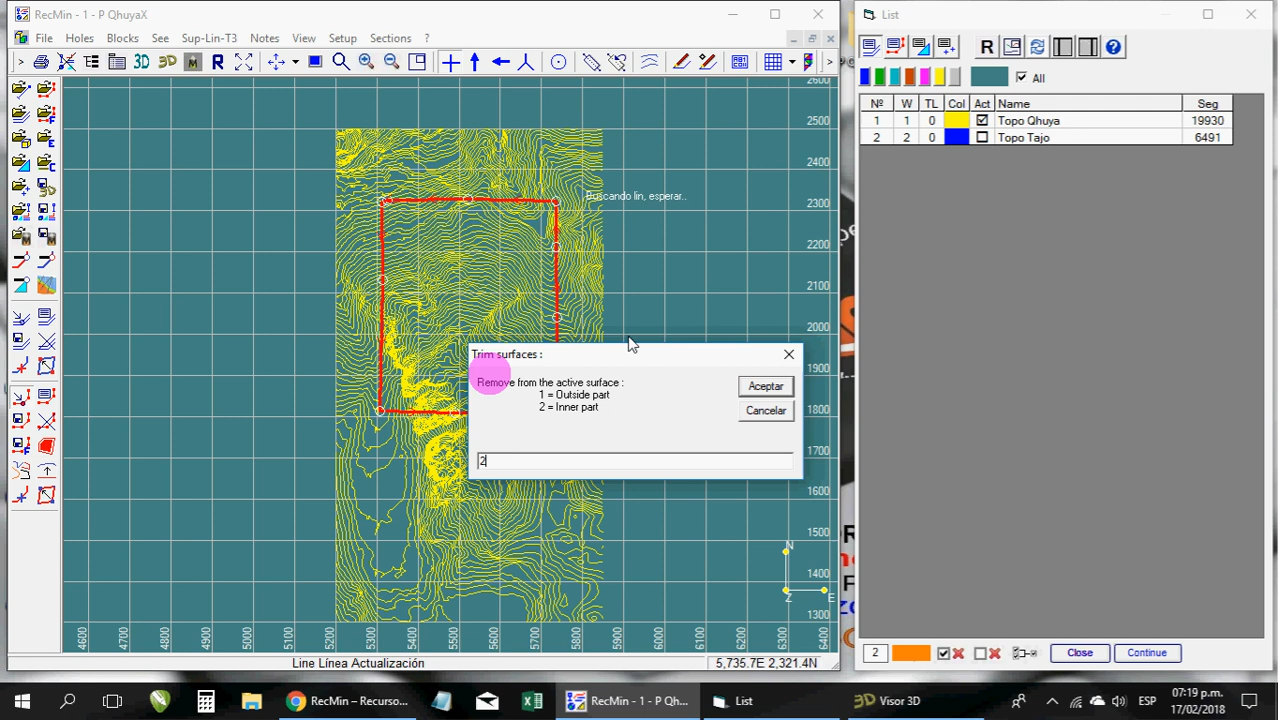 RecMin - 1 - P QhuyaX
File Holes Blocks See Sup-Lin-T3 Notes View Setup Sections ?
3D 3D M R
2600
2500
2400
2300
2200
2100
2000
1900
1800
1700
1600
1500
1400
1300
Buscando lin, esperar..
Trim surfaces :
Remove from the active surface :
1 = Outside part
2 = Inner part
Aceptar
Cancelar
2
N
Z E
4600 4700 4800 4900 5000 5100 5200 5300 5400 5500 5600 5700 5800 5900 6000 6100 6200 6300 6400
Line Línea Actualización
5,735.7E 2,321.4N
List
R
All
Nº W TL Col Act Name Seg
1 1 0 Topo Qhuya 19930
2 2 0 Topo Tajo 6491
2 Close Continue
RecMin – Recurso...
RecMin - 1 - P Qh...
List
3D Visor 3D
ESP
07:19 p.m.
17/02/2018